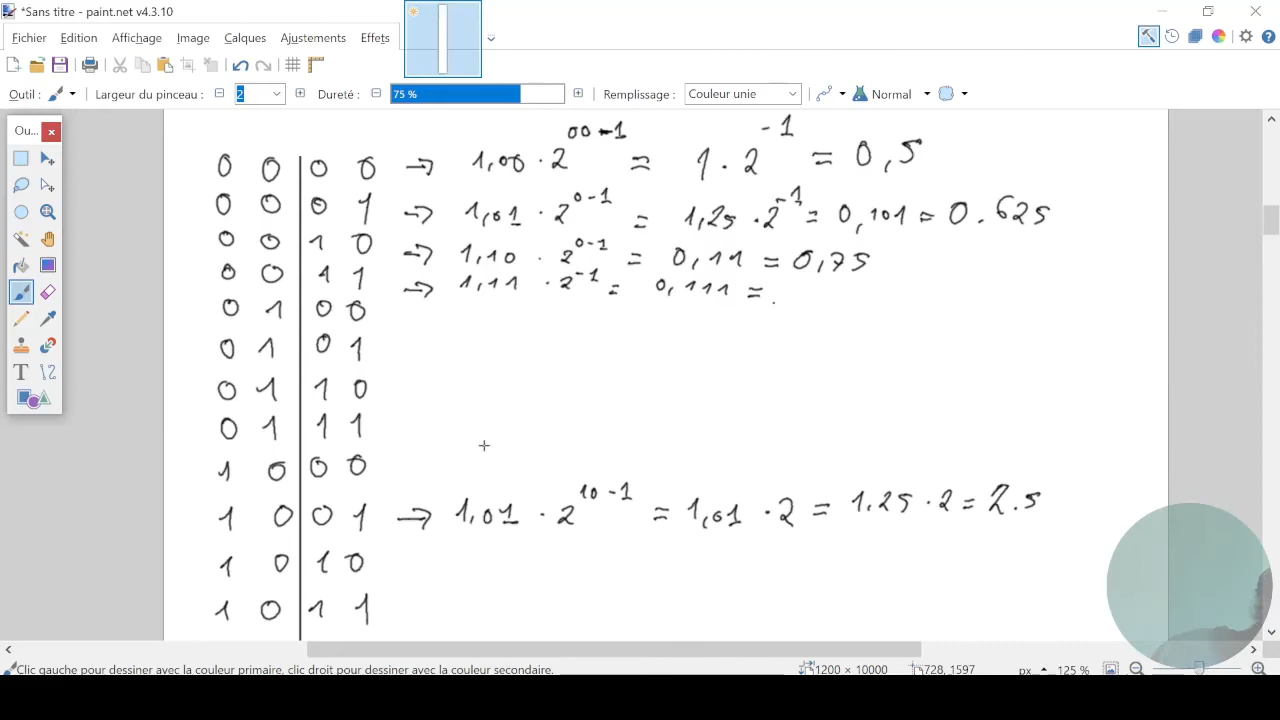 *Sans titre - paint.net v4.3.10
Fichier Edition Affichage Image Calques Ajustements Effets
Outil : Largeur du pinceau : 2 Dureté : 75 % Remplissage : Couleur unie Normal
Ou...
0 0 0 0 → 1,00 · 2^00-1 = 1 · 2^-1 = 0,5
0 0 0 1 → 1,01 · 2^0-1 = 1,25 · 2^-1 = 0,101 = 0.625
0 0 1 0 → 1,10 · 2^0-1 = 0,11 = 0,75
0 0 1 1 → 1,11 · 2^-1 = 0,111 = .
0 1 0 0
0 1 0 1
0 1 1 0
0 1 1 1
1 0 0 0
1 0 0 1 → 1,01 · 2^10-1 = 1,01 · 2 = 1,25 · 2 = 2.5
1 0 1 0
1 0 1 1
Clic gauche pour dessiner avec la couleur primaire, clic droit pour dessiner avec la couleur secondaire. 1200 × 10000 728, 1597 px 125 %